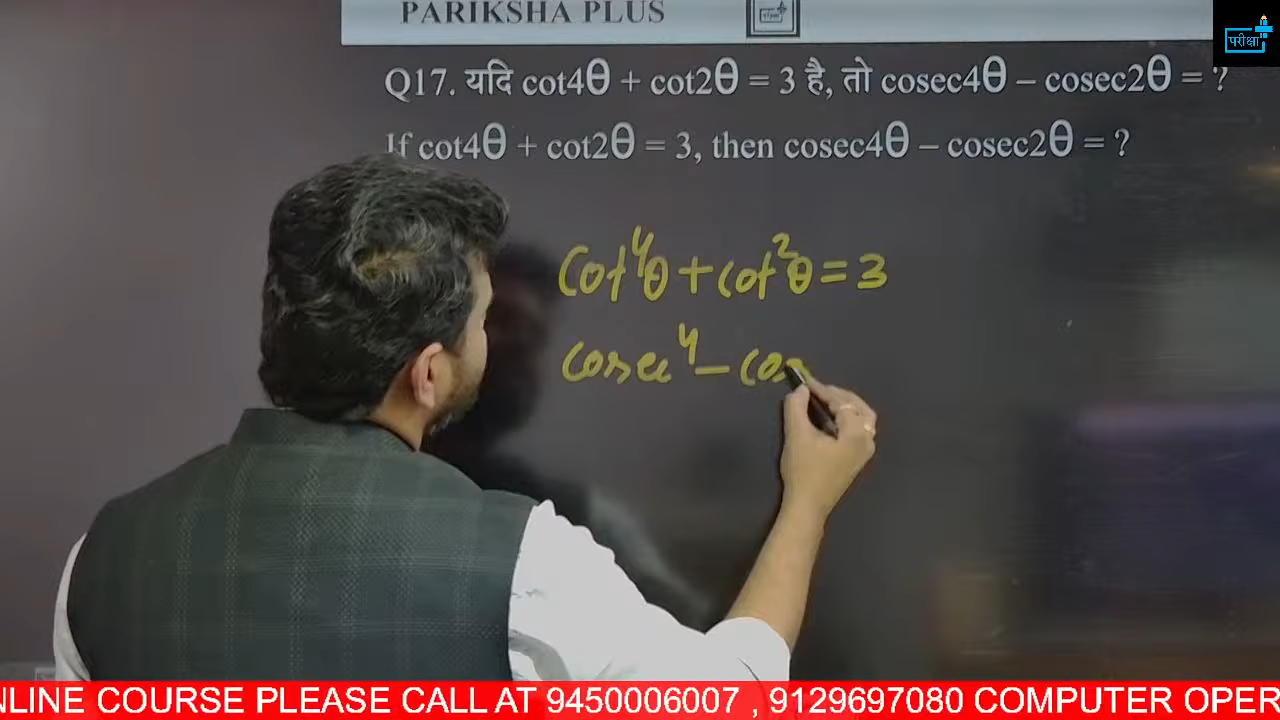 PARIKSHA PLUS
परीक्षा
Q17. यदि cot4θ + cot2θ = 3 है, तो cosec4θ – cosec2θ = ?
If cot4θ + cot2θ = 3, then cosec4θ – cosec2θ = ?
cot⁴θ + cot²θ = 3
cosec⁴ – cos
NLINE COURSE PLEASE CALL AT 9450006007 , 9129697080 COMPUTER OPER